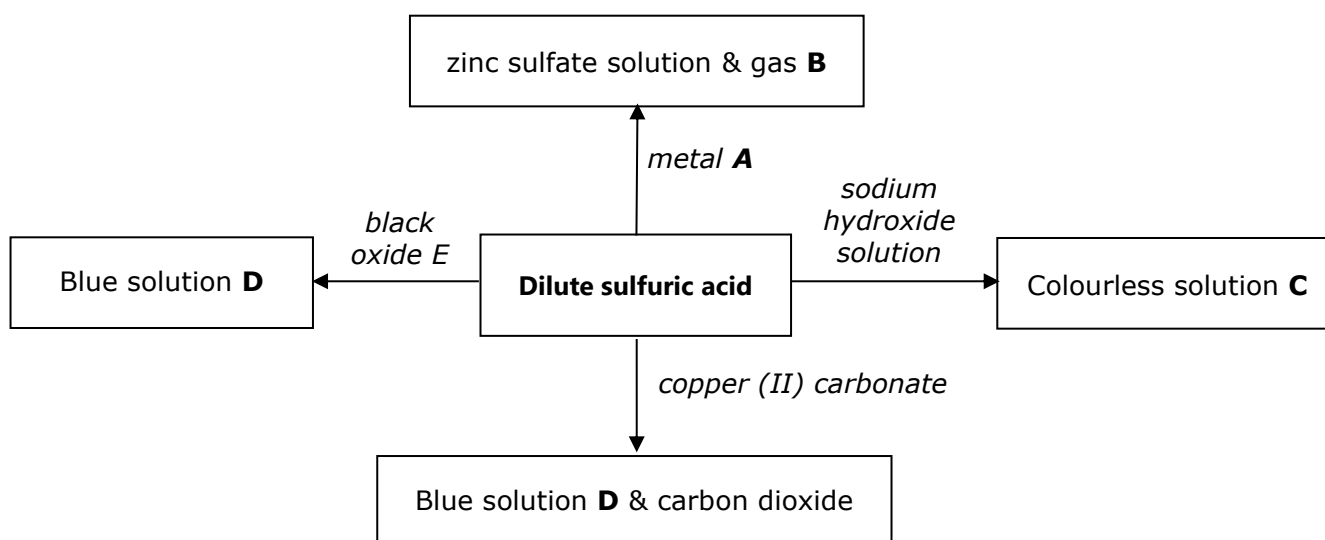 zinc sulfate solution & gas B
metal A
sodium
hydroxide
solution
black
oxide E
Blue solution D
Dilute sulfuric acid
Colourless solution C
copper (II) carbonate
Blue solution D & carbon dioxide